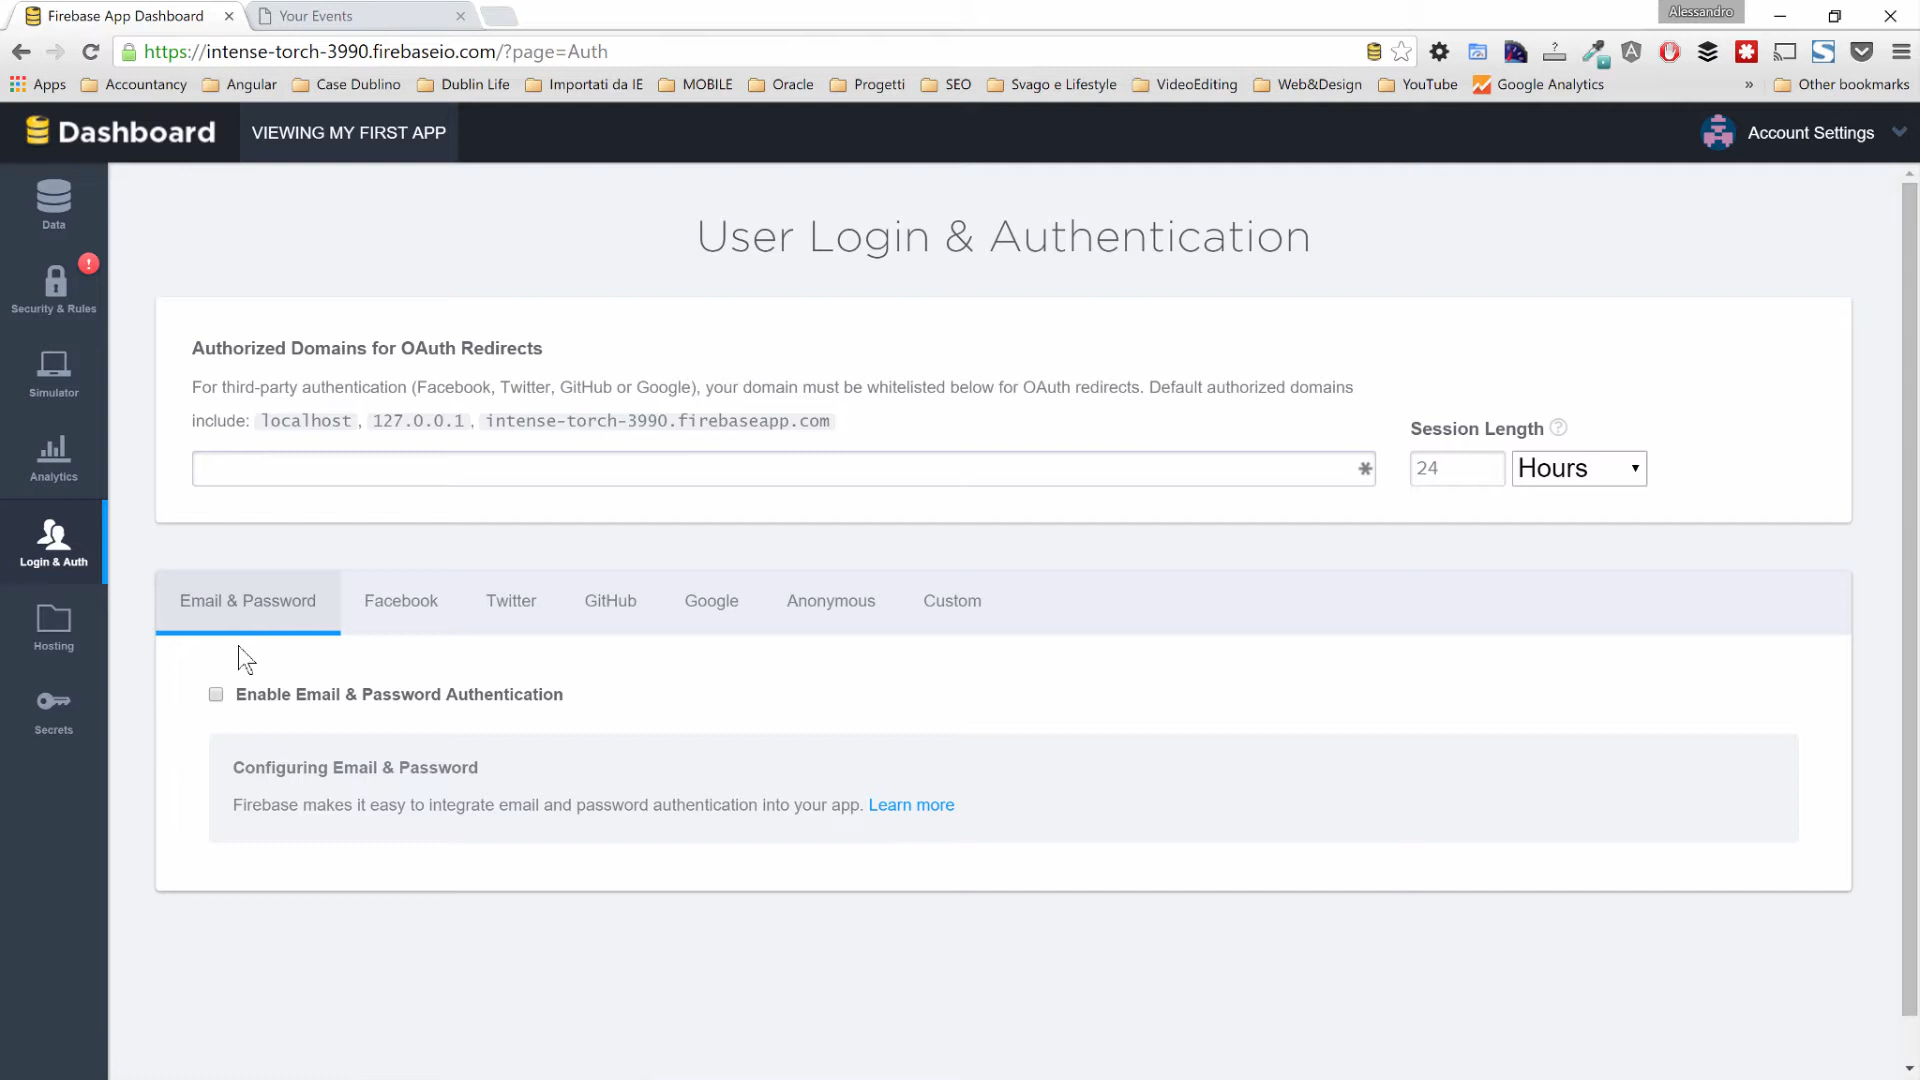 Firebase App Dashboard
Your Events
Alessandro
https://intense-torch-3990.firebaseio.com/?page=Auth
Apps Accountancy Angular Case Dublino Dublin Life Importati da IE MOBILE Oracle Progetti SEO Svago e Lifestyle VideoEditing Web&Design YouTube Google Analytics » Other bookmarks
Dashboard VIEWING MY FIRST APP Account Settings
Data
Security & Rules
Simulator
Analytics
Login & Auth
Hosting
Secrets
User Login & Authentication
Authorized Domains for OAuth Redirects
For third-party authentication (Facebook, Twitter, GitHub or Google), your domain must be whitelisted below for OAuth redirects. Default authorized domains
include: localhost, 127.0.0.1, intense-torch-3990.firebaseapp.com
Session Length ?
24 Hours
Email & Password Facebook Twitter GitHub Google Anonymous Custom
Enable Email & Password Authentication
Configuring Email & Password
Firebase makes it easy to integrate email and password authentication into your app. Learn more